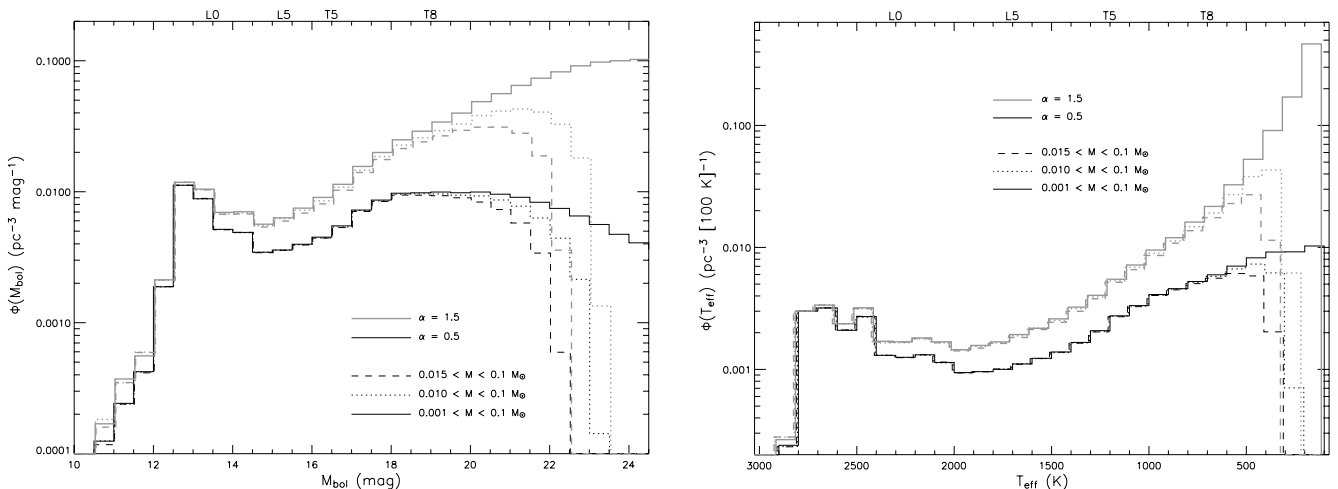 L0 L5 T5 T8
0.1000
0.0100
0.0010
0.0001
Φ(M_bol) (pc⁻³ mag⁻¹)
α = 1.5
α = 0.5
0.015 < M < 0.1 M⊙
0.010 < M < 0.1 M⊙
0.001 < M < 0.1 M⊙
10 12 14 16 18 20 22 24
M_bol (mag)
L0 L5 T5 T8
0.100
0.010
0.001
Φ(T_eff) (pc⁻³ [100 K]⁻¹)
α = 1.5
α = 0.5
0.015 < M < 0.1 M⊙
0.010 < M < 0.1 M⊙
0.001 < M < 0.1 M⊙
3000 2500 2000 1500 1000 500
T_eff (K)